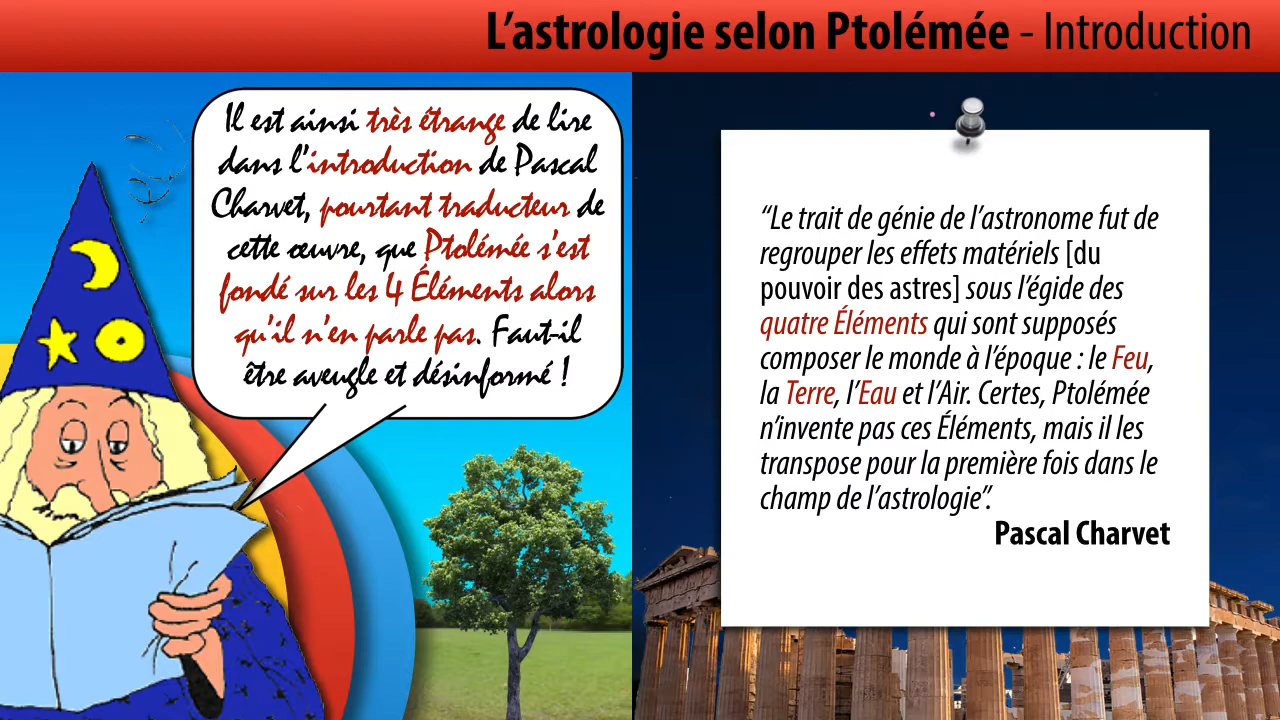 L’astrologie selon Ptolémée - Introduction
Il est ainsi très étrange de lire
dans l’introduction de Pascal
Charvet, pourtant traducteur de
cette œuvre, que Ptolémée s’est
fondé sur les 4 Éléments alors
qu’il n’en parle pas. Faut-il
être aveugle et désinformé !
“Le trait de génie de l’astronome fut de
regrouper les effets matériels [du
pouvoir des astres] sous l’égide des
quatre Éléments qui sont supposés
composer le monde à l’époque : le Feu,
la Terre, l’Eau et l’Air. Certes, Ptolémée
n’invente pas ces Éléments, mais il les
transpose pour la première fois dans le
champ de l’astrologie”.
Pascal Charvet